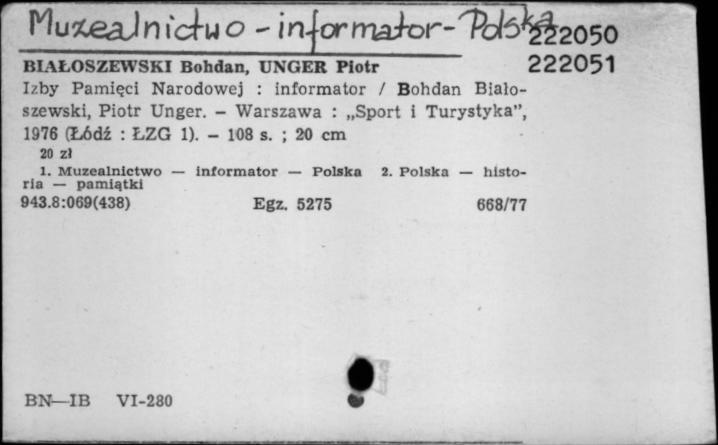 Muzealnictwo - informator - Polska
222050
222051
BIAŁOSZEWSKI Bohdan, UNGER Piotr
Izby Pamięci Narodowej : informator / Bohdan Biało-
szewski, Piotr Unger. — Warszawa : „Sport i Turystyka”,
1976 (Łódź : ŁZG 1). — 108 s. ; 20 cm
20 zł
1. Muzealnictwo — informator — Polska 2. Polska — histo-
ria — pamiątki
943.8:069(438) Egz. 5275 668/77
BN—IB VI-280